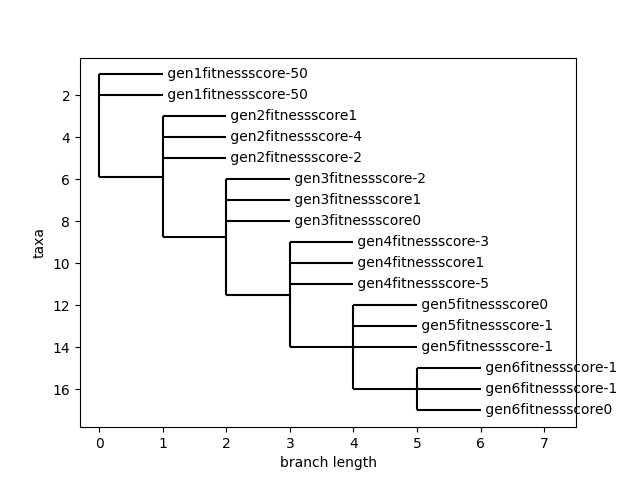 gen1fitnessscore-50
gen1fitnessscore-50
2
gen2fitnessscore1
gen2fitnessscore-4
4
gen2fitnessscore-2
gen3fitnessscore-2
6
gen3fitnessscore1
gen3fitnessscore0
8
gen4fitnessscore-3
taxa
gen4fitnessscore1
10
gen4fitnessscore-5
gen5fitnessscore0
12
gen5fitnessscore-1
gen5fitnessscore-1
14
gen6fitnessscore-1
gen6fitnessscore-1
16
gen6fitnessscore0
0 1 2 3 4 5 6 7
branch length